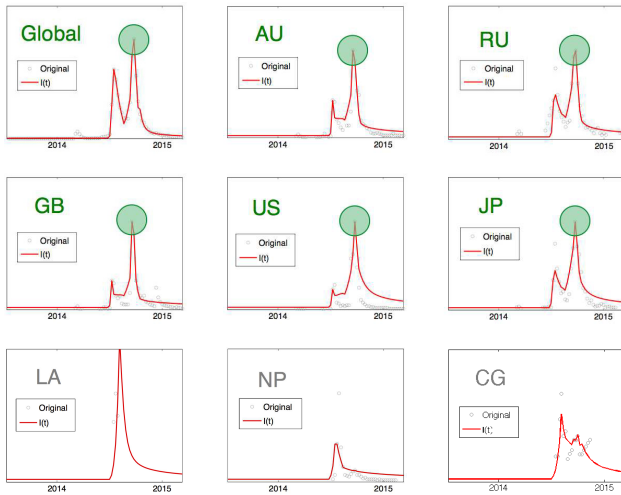 Global
Original
I(t)
2014 2015
AU
Original
I(t)
2014 2015
RU
Original
I(t)
2014 2015
GB
Original
I(t)
2014 2015
US
Original
I(t)
2014 2015
JP
Original
I(t)
2014 2015
LA
Original
I(t)
2014 2015
NP
Original
I(t)
2014 2015
CG
Original
I(t)
2014 2015